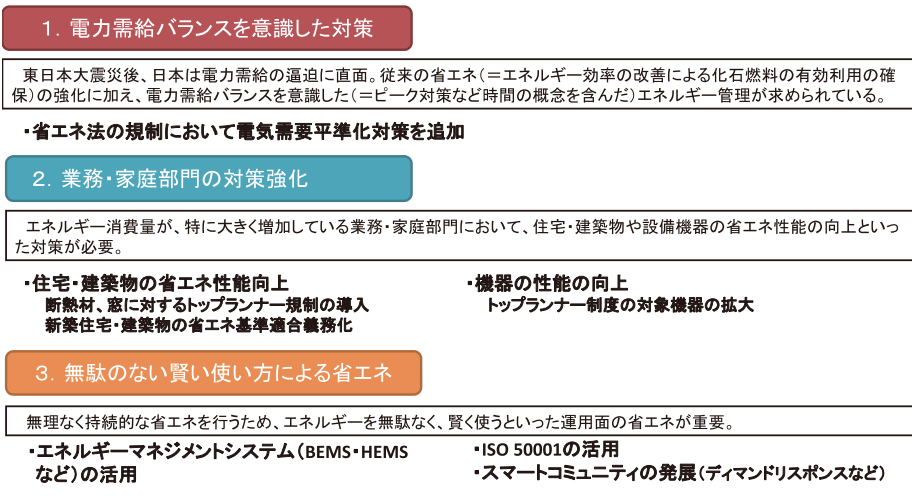 １．電力需給バランスを意識した対策
東日本大震災後、日本は電力需給の逼迫に直面。従来の省エネ（＝エネルギー効率の改善による化石燃料の有効利用の確
保）の強化に加え、電力需給バランスを意識した（＝ピーク対策など時間の概念を含んだ）エネルギー管理が求められている。
・省エネ法の規制において電気需要平準化対策を追加
２．業務・家庭部門の対策強化
エネルギー消費量が、特に大きく増加している業務・家庭部門において、住宅・建築物や設備機器の省エネ性能の向上といっ
た対策が必要。
・住宅・建築物の省エネ性能向上
断熱材、窓に対するトップランナー規制の導入
新築住宅・建築物の省エネ基準適合義務化
・機器の性能の向上
トップランナー制度の対象機器の拡大
３．無駄のない賢い使い方による省エネ
無理なく持続的な省エネを行うため、エネルギーを無駄なく、賢く使うといった運用面の省エネが重要。
・エネルギーマネジメントシステム（BEMS・HEMS
など）の活用
・ISO 50001の活用
・スマートコミュニティの発展（ディマンドリスポンスなど）